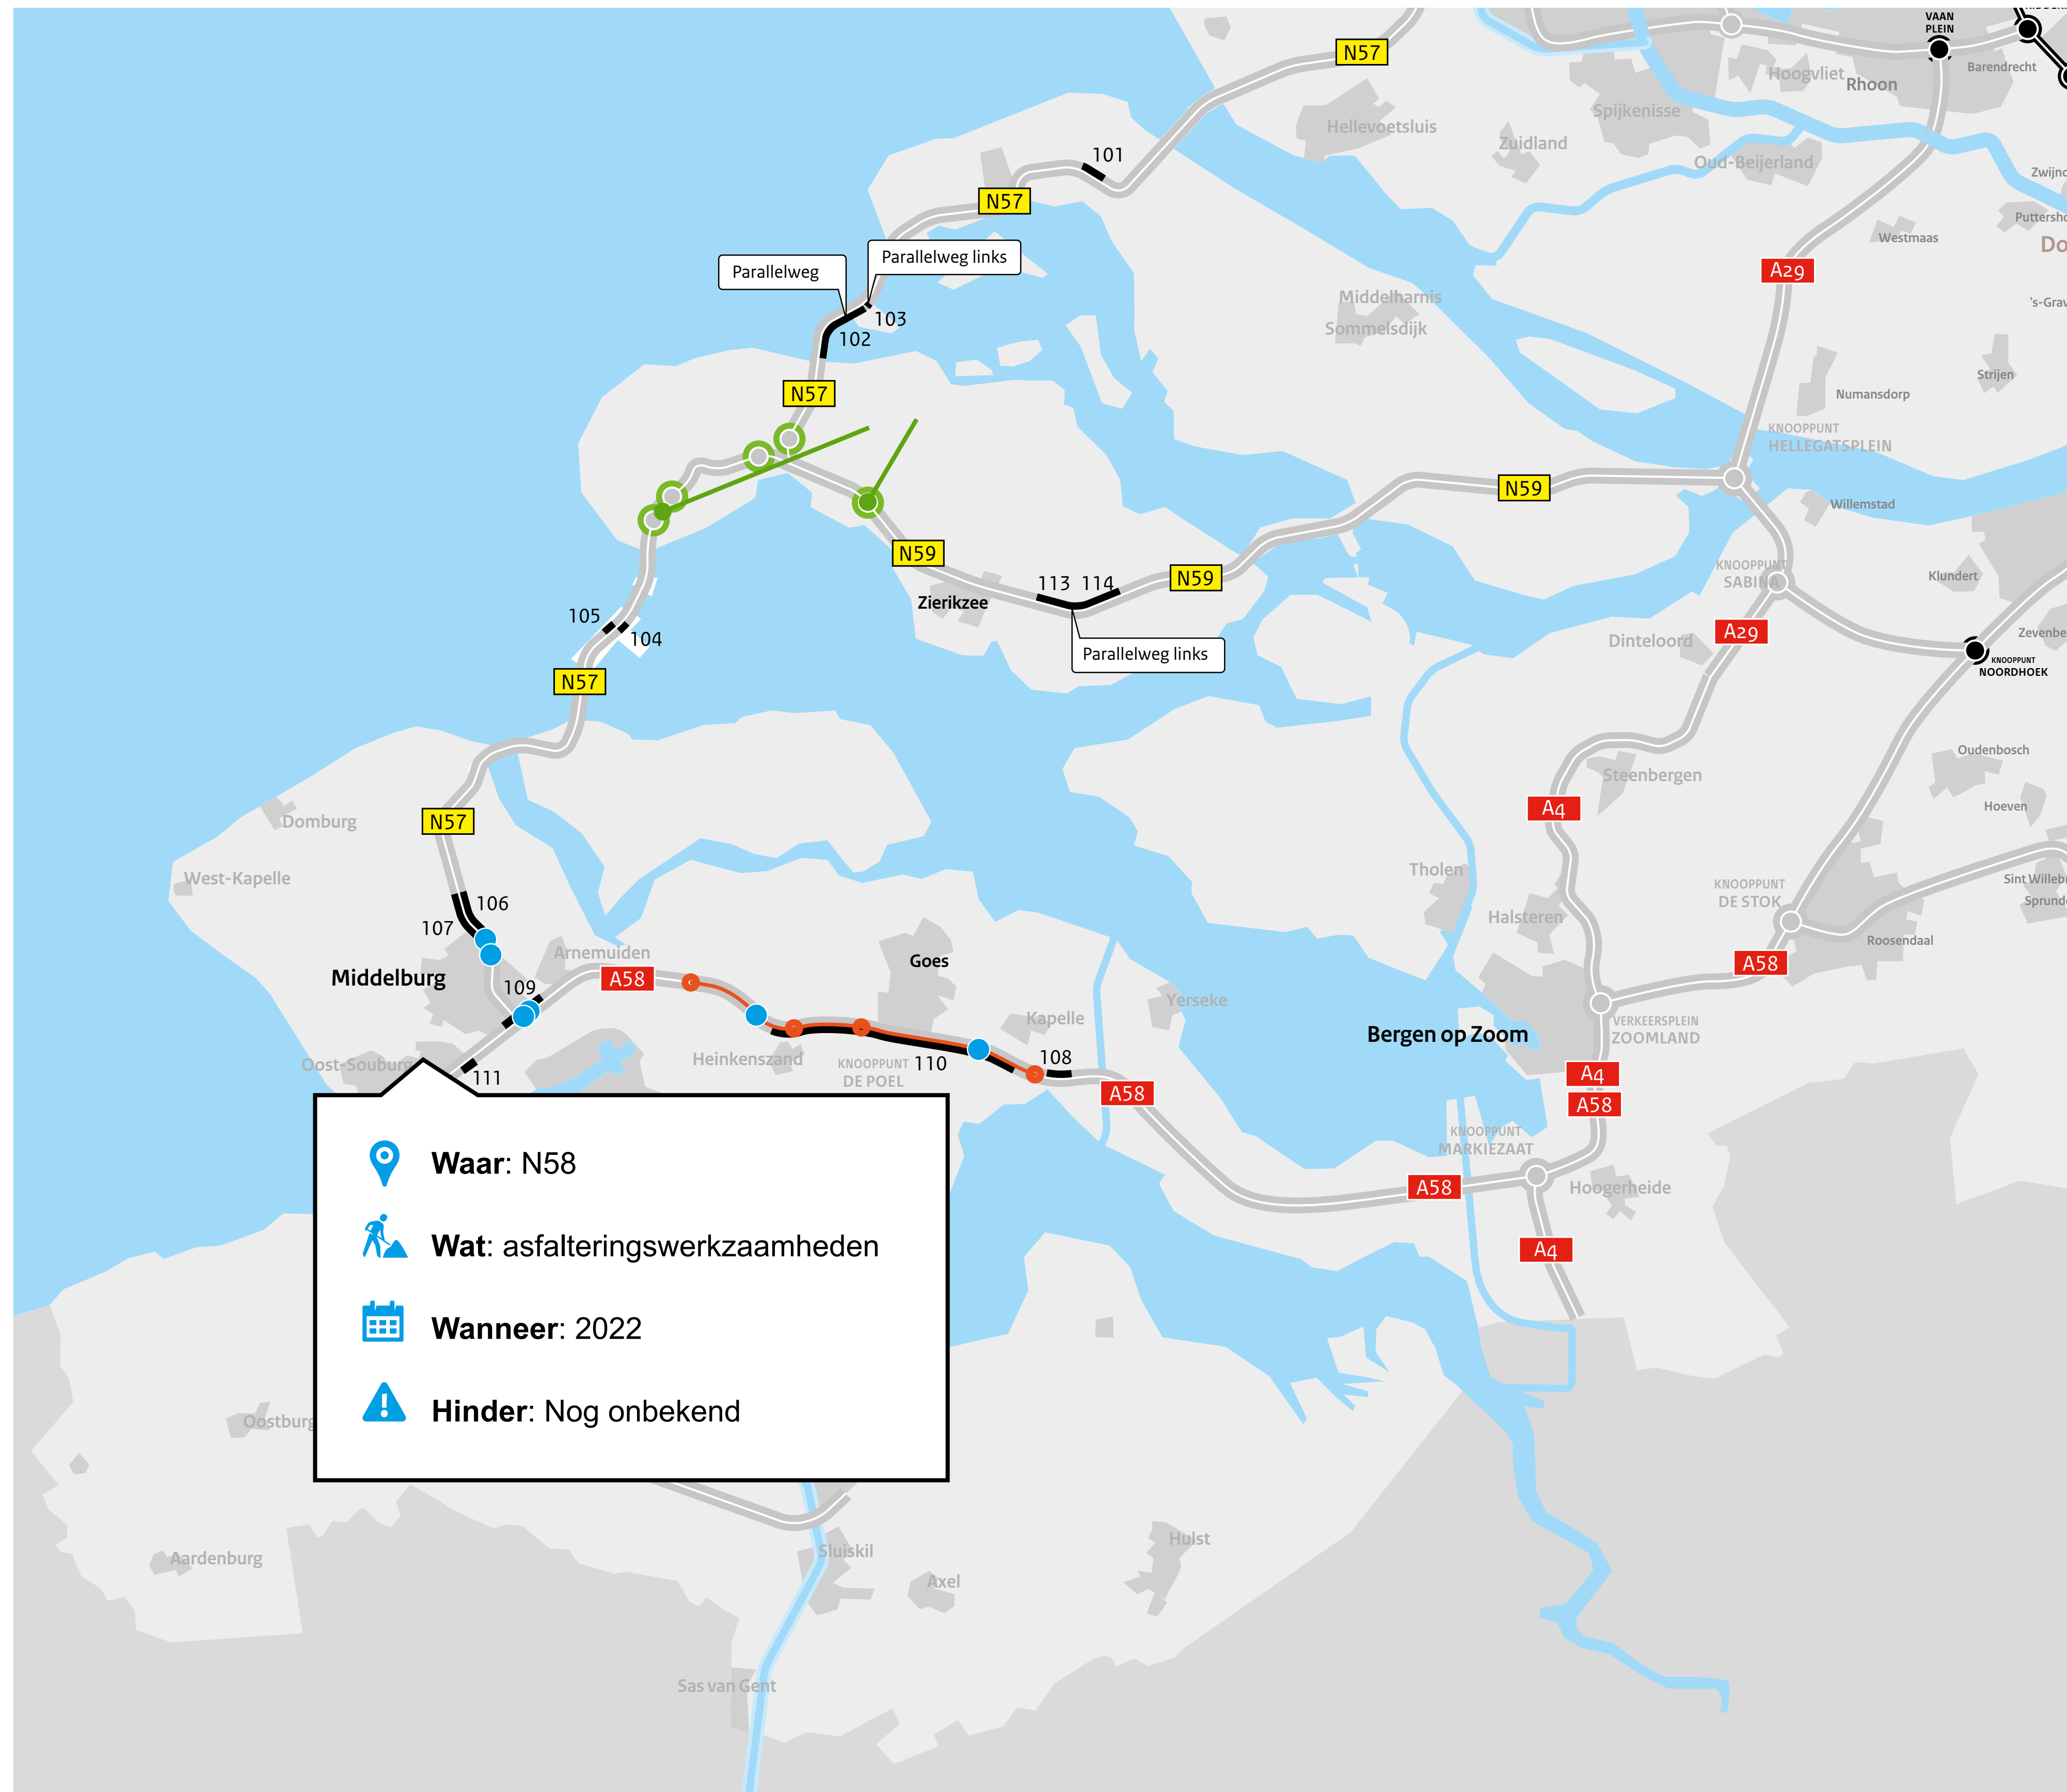 VAAN
PLEIN
N57
Barendrecht
Hoogvliet
Rhoon
Spijkenisse
Hellevoetsluis
Zuidland
101
Oud-Beijerland
N57
Westmaas
Parallelweg links
Parallelweg
A29
103
102
Middelharnis
Sommelsdijk
Strijen
N57
Numansdorp
KNOOPPUNT
HELLEGATSPLEIN
N59
Willemstad
N59
KNOOPPUNT
SABINA
Klundert
113 114
N59
Zierikzee
105
104
A29
Dinteloord
Parallelweg links
KNOOPPUNT
NOORDHOEK
N57
Oudenbosch
Steenbergen
Hoeven
A4
N57
Domburg
Tholen
West-Kapelle
KNOOPPUNT
DE STOK
106
107
Halsteren
Roosendaal
Arnemuiden
Goes
A58
Middelburg
A58
109
Yerseke
Kapelle
Bergen op Zoom
VERKEERSPLEIN
ZOOMLAND
Oost-Souburg
Heinkenszand
KNOOPPUNT
DE POEL
110
108
111
A4
A58
A58
KNOOPPUNT
MARKIEZAAT
A58
Hoogerheide
Waar: N58
A4
Wat: asfalteringswerkzaamheden
Wanneer: 2022
Hinder: Nog onbekend
Oostburg
Hulst
Sluiskil
Aardenburg
Axel
Sas van Gent